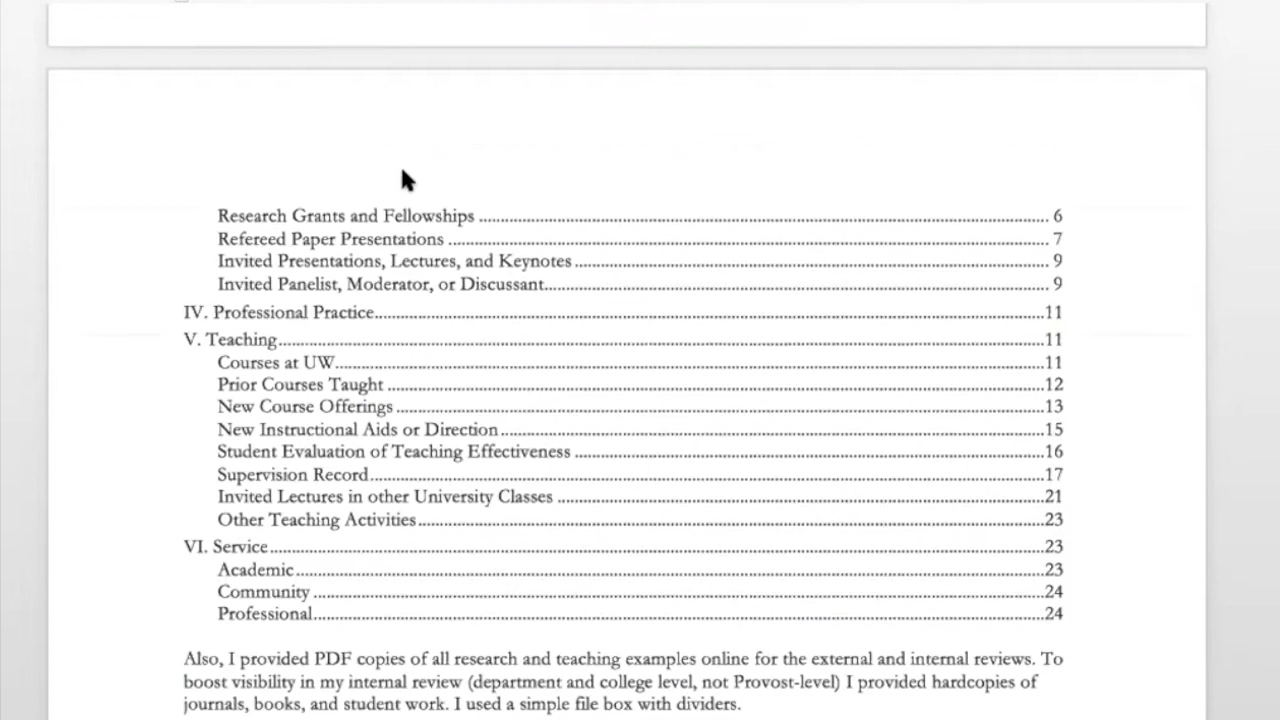 Research Grants and Fellowships ........................................................................ 6
Refereed Paper Presentations ........................................................................ 7
Invited Presentations, Lectures, and Keynotes ........................................................................ 9
Invited Panelist, Moderator, or Discussant........................................................................ 9
IV. Professional Practice........................................................................11
V. Teaching........................................................................11
Courses at UW........................................................................11
Prior Courses Taught ........................................................................12
New Course Offerings ........................................................................13
New Instructional Aids or Direction........................................................................15
Student Evaluation of Teaching Effectiveness ........................................................................16
Supervision Record........................................................................17
Invited Lectures in other University Classes ........................................................................21
Other Teaching Activities........................................................................23
VI. Service........................................................................23
Academic........................................................................23
Community ........................................................................24
Professional........................................................................24
Also, I provided PDF copies of all research and teaching examples online for the external and internal reviews. To
boost visibility in my internal review (department and college level, not Provost-level) I provided hardcopies of
journals, books, and student work. I used a simple file box with dividers.